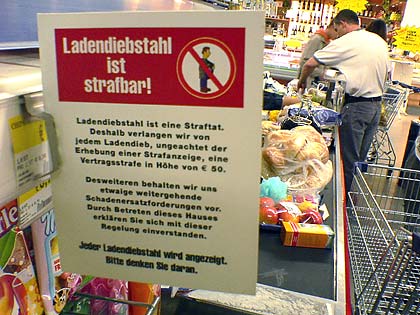 Ladendiebstahl
ist
strafbar!
Ladendiebstahl ist eine Straftat.
Deshalb verlangen wir von
jedem Ladendieb, ungeachtet der
Erhebung einer Strafanzeige, eine
Vertragsstrafe in Höhe von € 50.
Desweiteren behalten wir uns
etwaige weitergehende
Schadenersatzforderungen vor.
Durch Betreten dieses Hauses
erklären Sie sich mit dieser
Regelung einverstanden.
Jeder Ladendiebstahl wird angezeigt.
Bitte denken Sie daran.